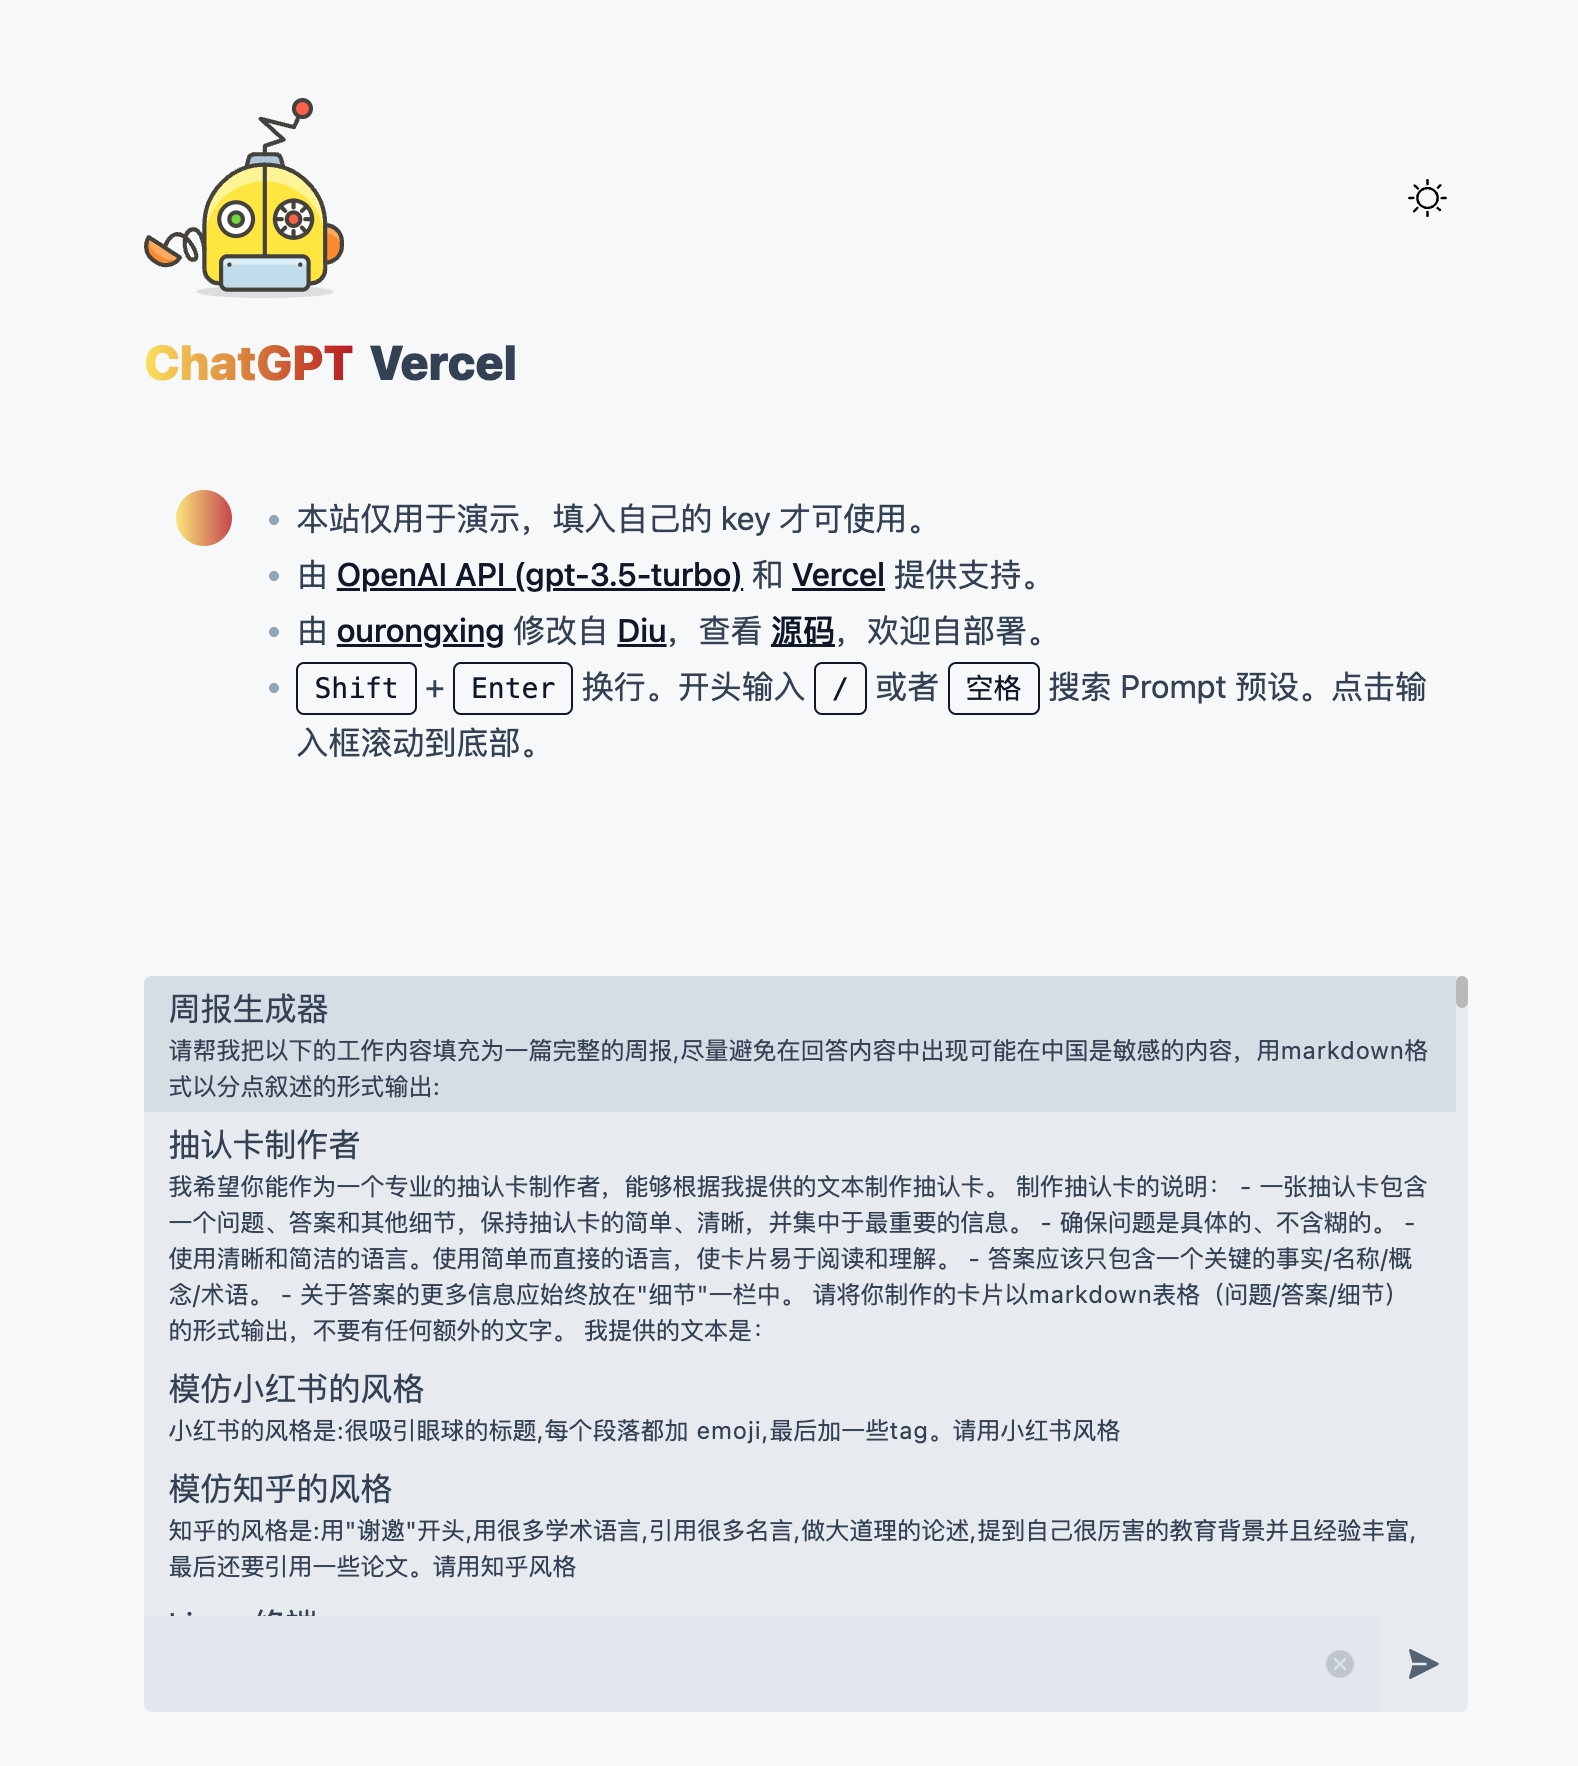 ChatGPT Vercel
本站仅用于演示，填入自己的 key 才可使用。
由 OpenAI API (gpt-3.5-turbo) 和 Vercel 提供支持。
由 ourongxing 修改自 Diu，查看 源码，欢迎自部署。
Shift + Enter 换行。开头输入 / 或者 空格 搜索 Prompt 预设。点击输
入框滚动到底部。
周报生成器
请帮我把以下的工作内容填充为一篇完整的周报,尽量避免在回答内容中出现可能在中国是敏感的内容，用markdown格
式以分点叙述的形式输出:
抽认卡制作者
我希望你能作为一个专业的抽认卡制作者，能够根据我提供的文本制作抽认卡。 制作抽认卡的说明： - 一张抽认卡包含
一个问题、答案和其他细节，保持抽认卡的简单、清晰，并集中于最重要的信息。 - 确保问题是具体的、不含糊的。 -
使用清晰和简洁的语言。使用简单而直接的语言，使卡片易于阅读和理解。 - 答案应该只包含一个关键的事实/名称/概
念/术语。 - 关于答案的更多信息应始终放在"细节"一栏中。 请将你制作的卡片以markdown表格（问题/答案/细节）
的形式输出，不要有任何额外的文字。 我提供的文本是：
模仿小红书的风格
小红书的风格是:很吸引眼球的标题,每个段落都加 emoji,最后加一些tag。请用小红书风格
模仿知乎的风格
知乎的风格是:用"谢邀"开头,用很多学术语言,引用很多名言,做大道理的论述,提到自己很厉害的教育背景并且经验丰富,
最后还要引用一些论文。请用知乎风格